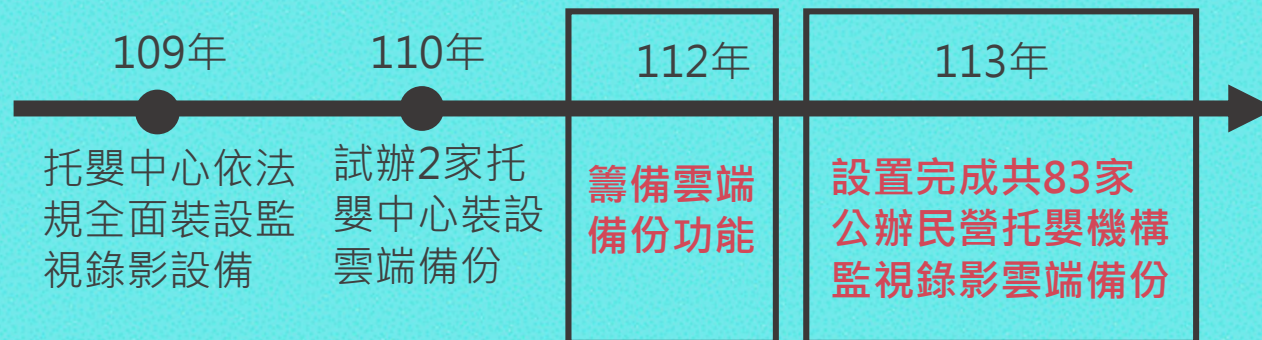 109年
托嬰中心依法
規全面裝設監
視錄影設備
110年
試辦2家托
嬰中心裝設
雲端備份
112年
籌備雲端
備份功能
113年
設置完成共83家
公辦民營托嬰機構
監視錄影雲端備份